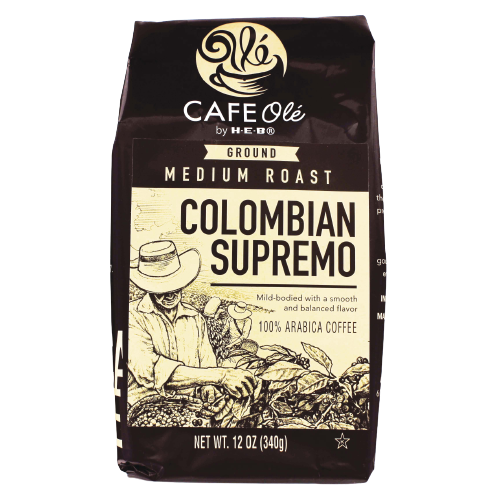 Olé
CAFE Olé
by H-E-B®
GROUND
MEDIUM ROAST
COLOMBIAN
SUPREMO
Mild-bodied with a smooth
and balanced flavor
100% ARABICA COFFEE
NET WT. 12 OZ (340g)